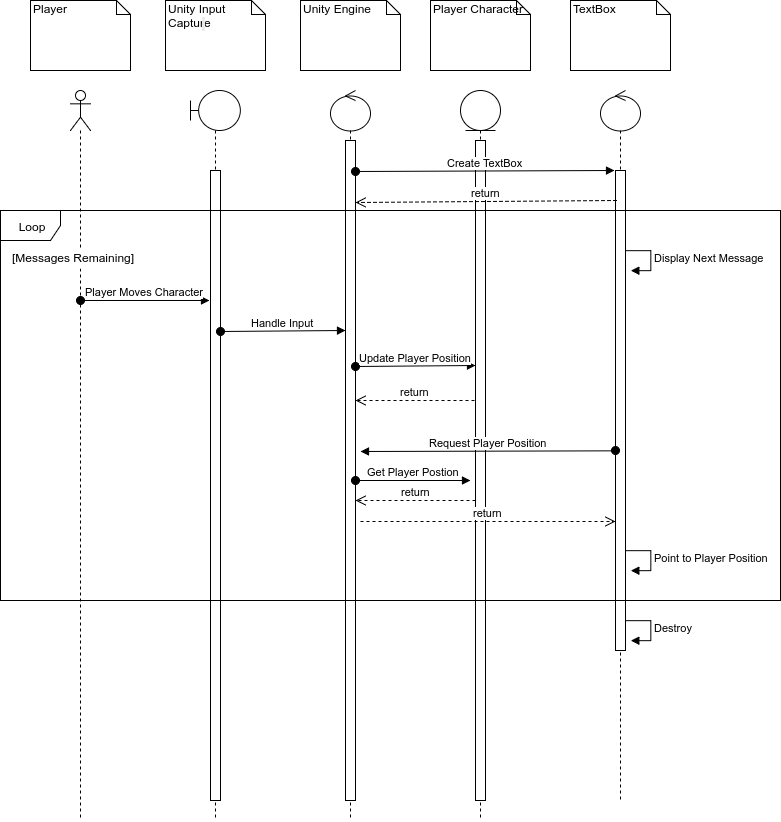 Player
Unity Input
Capture
Unity Engine
Player Character
TextBox
Create TextBox
return
Loop
[Messages Remaining]
Display Next Message
Player Moves Character
Handle Input
Update Player Position
return
Request Player Position
Get Player Postion
return
return
Point to Player Position
Destroy